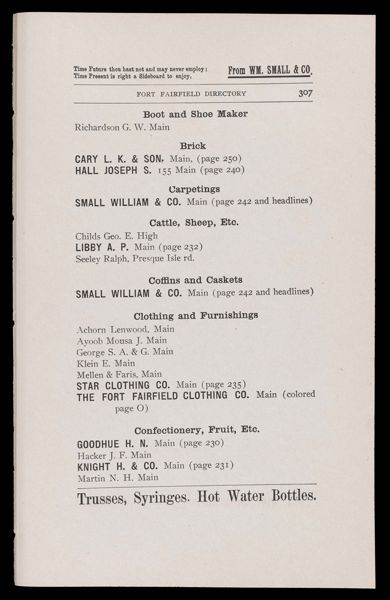 Time Future thou hast not and may never employ;
Time Present is right a Sideboard to enjoy,
From WM. SMALL & CO.
FORT FAIRFIELD DIRECTORY 307
Boot and Shoe Maker
Richardson G. W. Main
Brick
CARY L. K. & SON, Main, (page 250)
HALL JOSEPH S. 155 Main (page 240)
Carpetings
SMALL WILLIAM & CO. Main (page 242 and headlines)
Cattle, Sheep, Etc.
Childs Geo. E. High
LIBBY A. P. Main (page 232)
Seeley Ralph, Presque Isle rd.
Coffins and Caskets
SMALL WILLIAM & CO. Main (page 242 and headlines)
Clothing and Furnishings
Achorn Lenwood, Main
Ayoob Mousa J. Main
George S. A. & G. Main
Klein E. Main
Mellen & Faris, Main
STAR CLOTHING CO. Main (page 235)
THE FORT FAIRFIELD CLOTHING CO. Main (colored
page O)
Confectionery, Fruit, Etc.
GOODHUE H. N. Main (page 230)
Hacker J. F. Main
KNIGHT H. & CO. Main (page 231)
Martin N. H. Main
Trusses, Syringes. Hot Water Bottles.